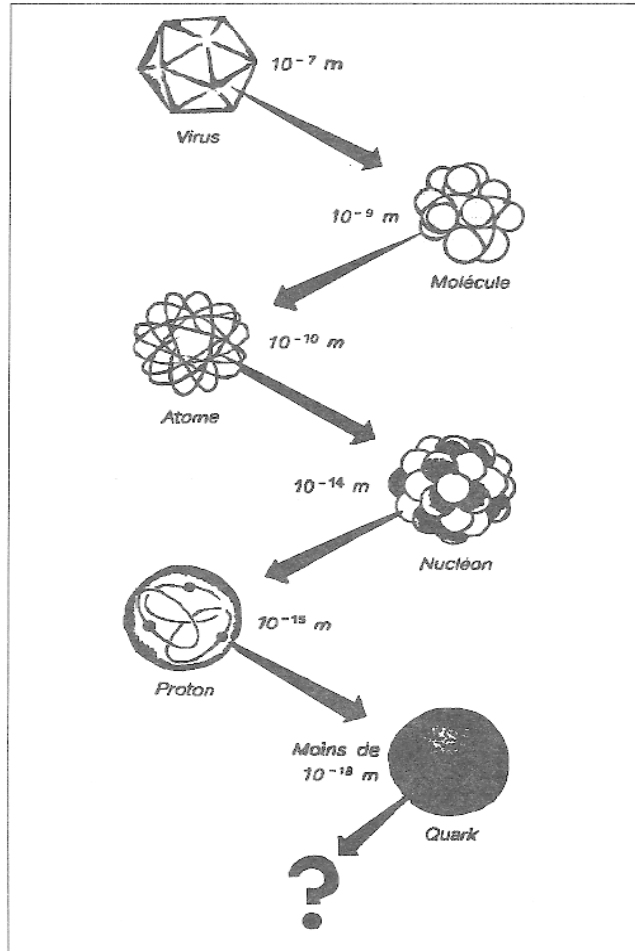 10⁻⁷ m
Virus
10⁻⁹ m
Molécule
10⁻¹⁰ m
Atome
10⁻¹⁴ m
Nucléon
10⁻¹⁵ m
Proton
Moins de
10⁻¹⁸ m
Quark
?